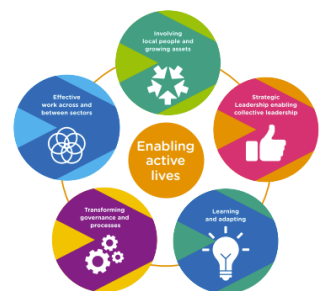 Involving
local people and
growing assets
Effective
work across and
between sectors
Strategic
Leadership enabling
collective leadership
Enabling
active
lives
Transforming
governance and
processes
Learning
and adapting